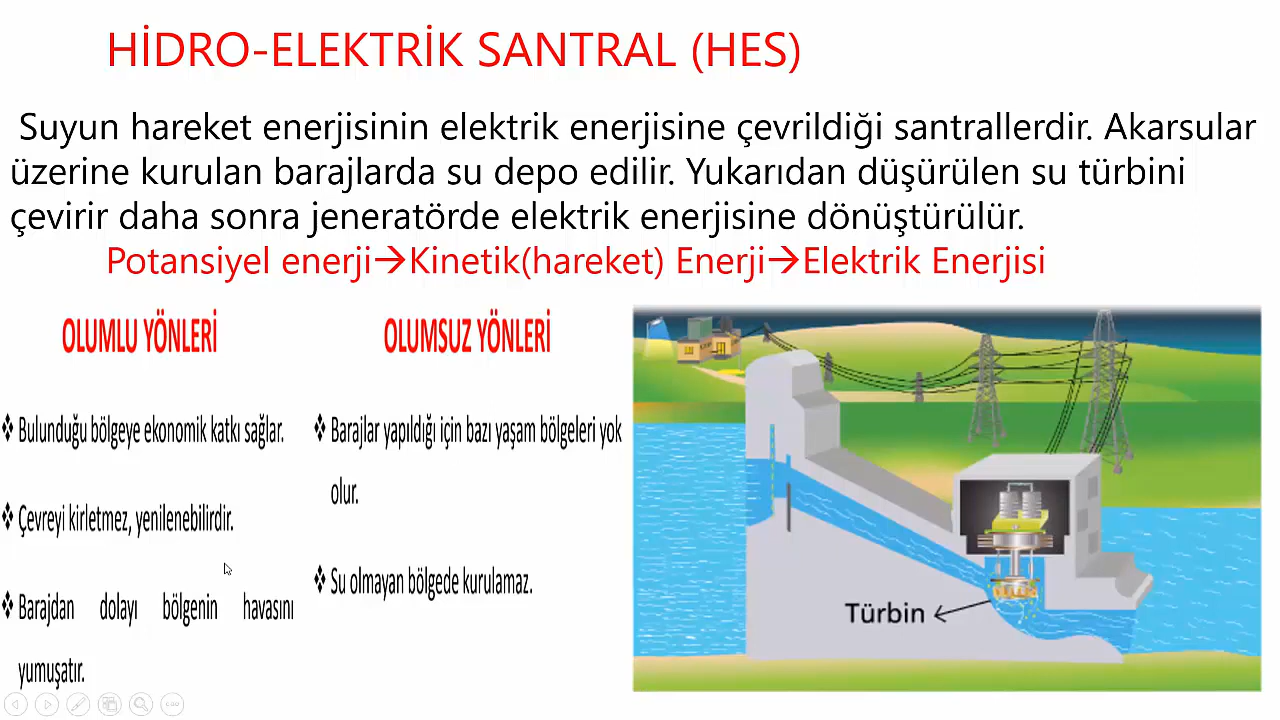 HİDRO-ELEKTRİK SANTRAL (HES)
Suyun hareket enerjisinin elektrik enerjisine çevrildiği santrallerdir. Akarsular
üzerine kurulan barajlarda su depo edilir. Yukarıdan düşürülen su türbini
çevirir daha sonra jeneratörde elektrik enerjisine dönüştürülür.
Potansiyel enerji→Kinetik(hareket) Enerji→Elektrik Enerjisi
OLUMLU YÖNLERİ
❖ Bulunduğu bölgeye ekonomik katkı sağlar.
❖ Çevreyi kirletmez, yenilenebilirdir.
❖ Barajdan dolayı bölgenin havasını
yumuşatır.
OLUMSUZ YÖNLERİ
❖ Barajlar yapıldığı için bazı yaşam bölgeleri yok
olur.
❖ Su olmayan bölgede kurulamaz.
Türbin